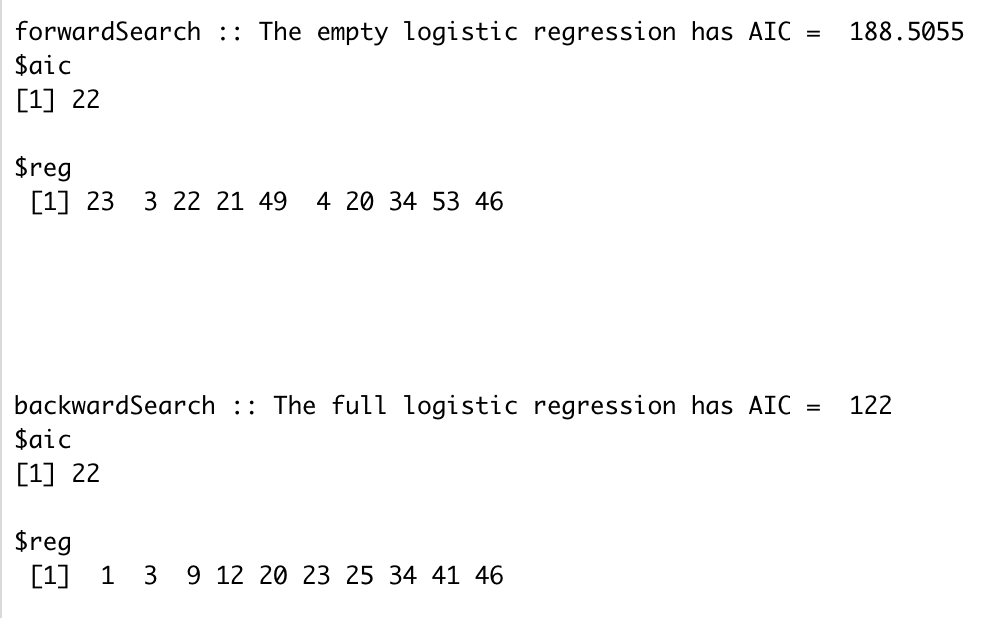 forwardSearch :: The empty logistic regression has AIC =  188.5055
$aic
[1] 22
$reg
 [1] 23  3 22 21 49  4 20 34 53 46
backwardSearch :: The full logistic regression has AIC =  122
$aic
[1] 22
$reg
 [1]  1  3  9 12 20 23 25 34 41 46